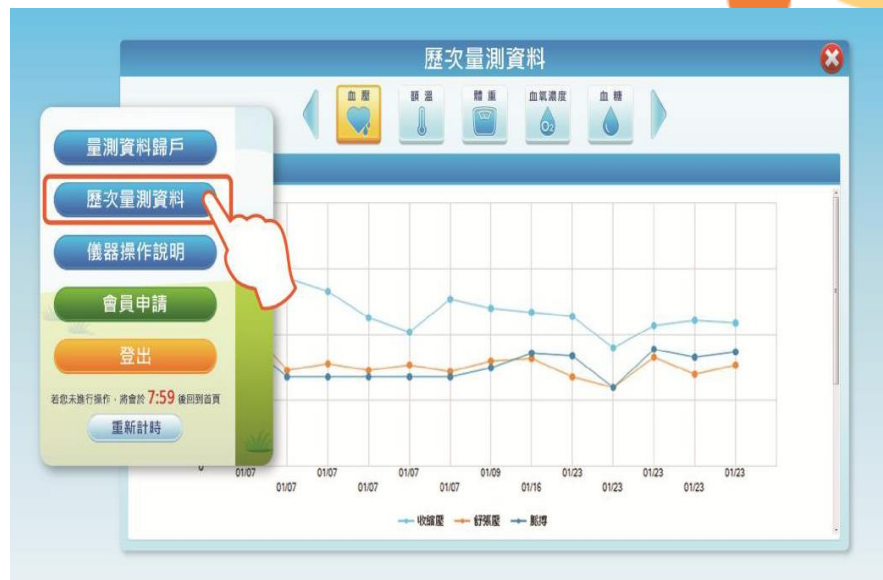 歷次量測資料
血壓
額溫
體重
血氧濃度
O2
血糖
量測資料歸戶
歷次量測資料
儀器操作說明
會員申請
登出
若您未進行操作,將會於 7:59 後回到首頁
重新計時
0
01/07 01/07 01/07 01/07 01/07 01/07 01/09 01/16 01/23 01/23 01/23 01/23 01/23
收縮壓 舒張壓 脈搏